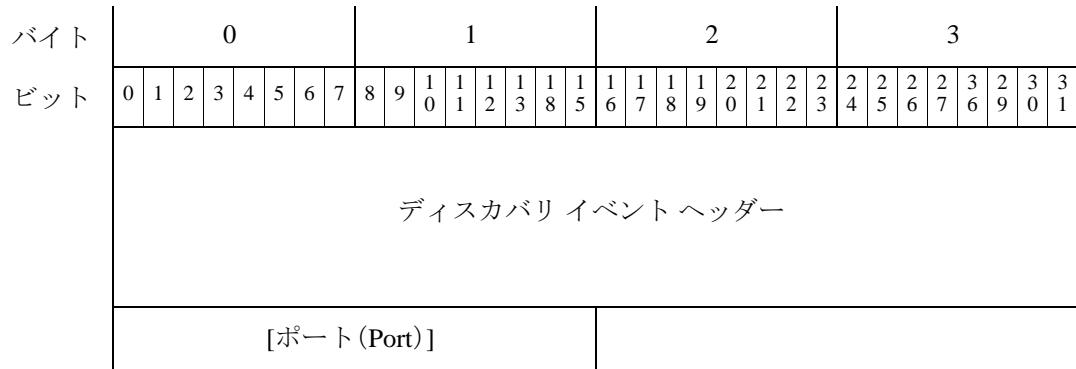 バイト 0 1 2 3
ビット 0 1 2 3 4 5 6 7 8 9 10 11 12 13 18 15 16 17 18 19 20 21 22 23 24 25 26 27 36 29 30 31
ディスカバリ イベント ヘッダー
[ポート(Port)]